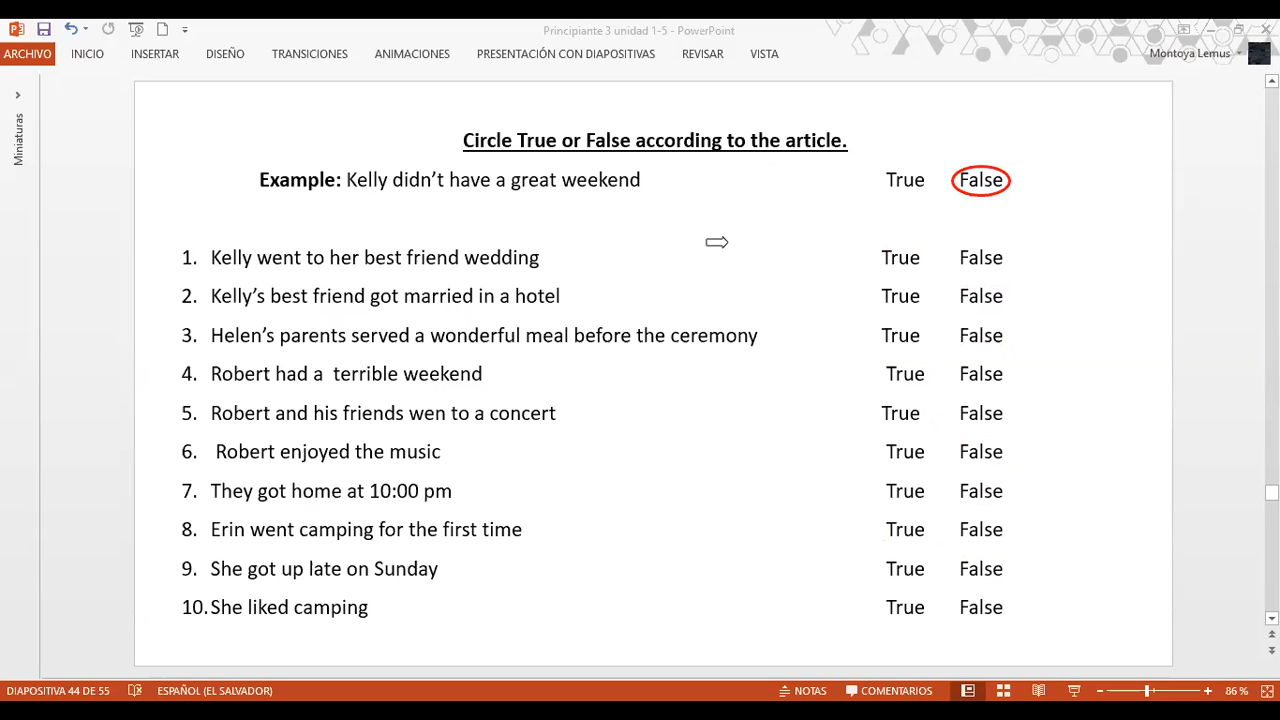 Principiante 3 unidad 1-5 - PowerPoint
ARCHIVO INICIO INSERTAR DISEÑO TRANSICIONES ANIMACIONES PRESENTACIÓN CON DIAPOSITIVAS REVISAR VISTA Montoya Lemus
Miniaturas
Circle True or False according to the article.
Example: Kelly didn't have a great weekend True False
1. Kelly went to her best friend wedding True False
2. Kelly's best friend got married in a hotel True False
3. Helen's parents served a wonderful meal before the ceremony True False
4. Robert had a terrible weekend True False
5. Robert and his friends wen to a concert True False
6. Robert enjoyed the music True False
7. They got home at 10:00 pm True False
8. Erin went camping for the first time True False
9. She got up late on Sunday True False
10. She liked camping True False
DIAPOSITIVA 44 DE 55 ESPAÑOL (EL SALVADOR) NOTAS COMENTARIOS 86 %